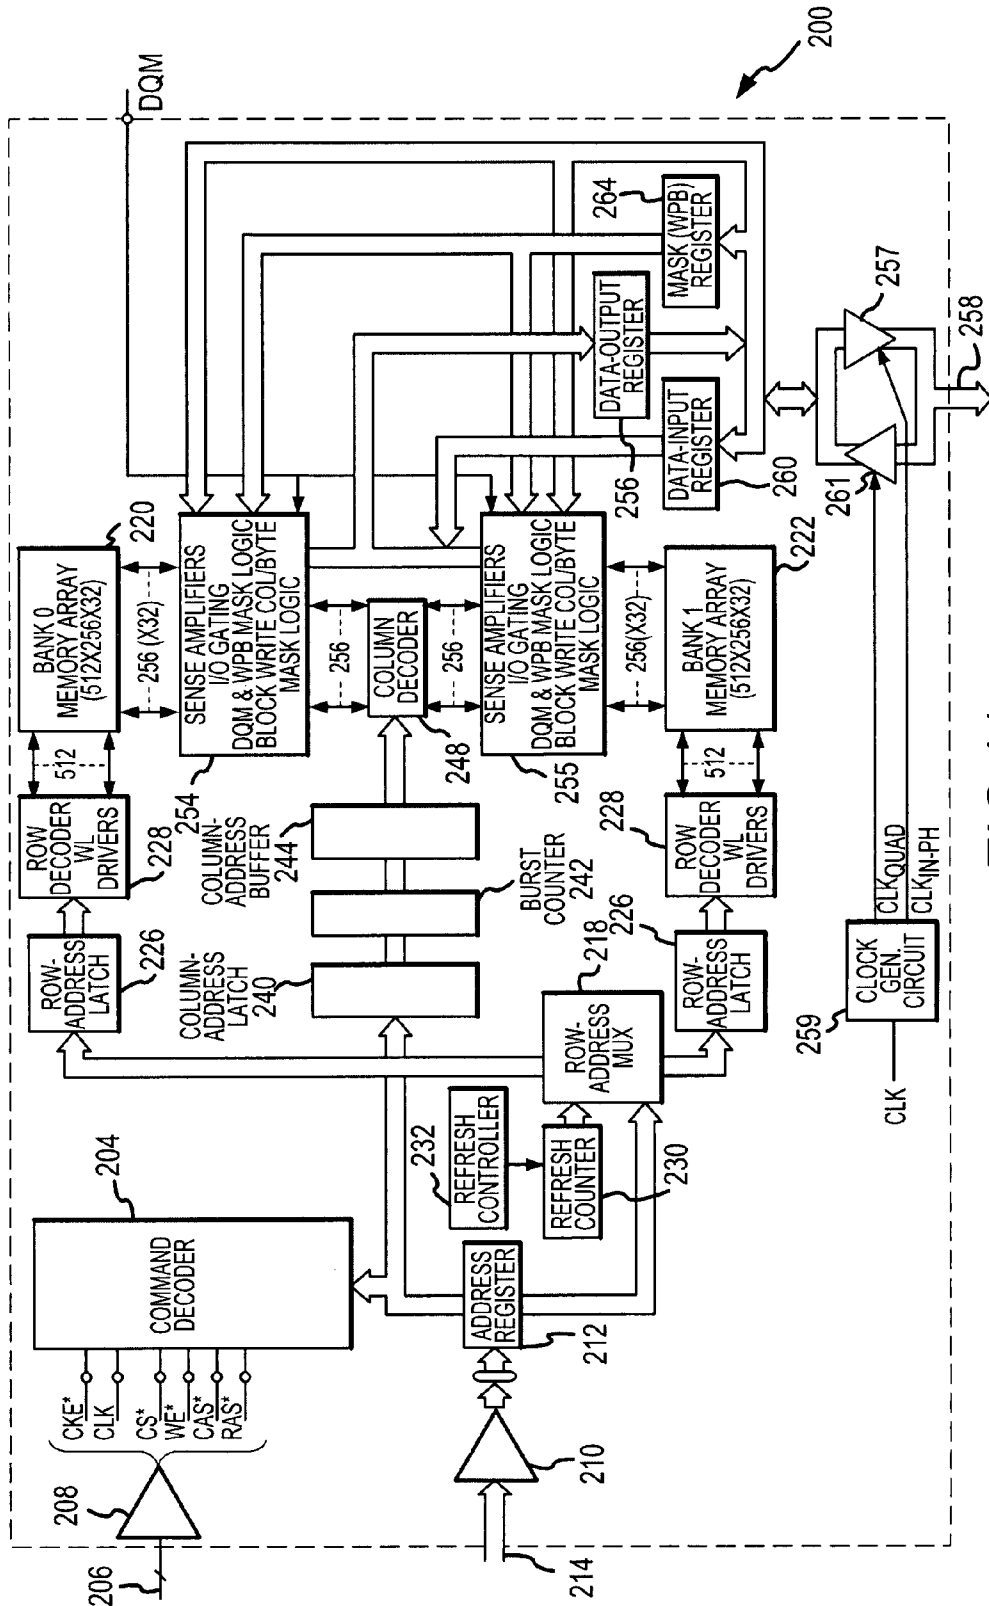 200
DQM
220
BANK 0
MEMORY ARRAY
(512X256X32)
256 (X32)
512
ROW
DECODER
WL
DRIVERS
228
ROW-
ADDRESS
LATCH
226
204
COMMAND
DECODER
CKE*
CLK
CS*
WE*
CAS*
RAS*
208
206
SENSE AMPLIFIERS
I/O GATING
DQM & WPB MASK LOGIC
BLOCK WRITE COL/BYTE
MASK LOGIC
254
256
COLUMN
DECODER
248
256
COLUMN-
ADDRESS
BUFFER
244
BURST
COUNTER
242
COLUMN-
ADDRESS
LATCH
240
SENSE AMPLIFIERS
I/O GATING
DQM & WPB MASK LOGIC
BLOCK WRITE COL/BYTE
MASK LOGIC
255
256(X32)
BANK 1
MEMORY ARRAY
(512X256X32)
222
512
ROW
DECODER
WL
DRIVERS
228
ROW-
ADDRESS
LATCH
226
218
ROW-
ADDRESS
MUX
232
REFRESH
CONTROLLER
REFRESH
COUNTER
230
ADDRESS
REGISTER
212
210
214
264
MASK (WPB)
REGISTER
DATA-OUTPUT
REGISTER
256
DATA-INPUT
REGISTER
260
257
261
258
CLK QUAD
CLK IN-PH
CLOCK
GEN.
CIRCUIT
259
CLK